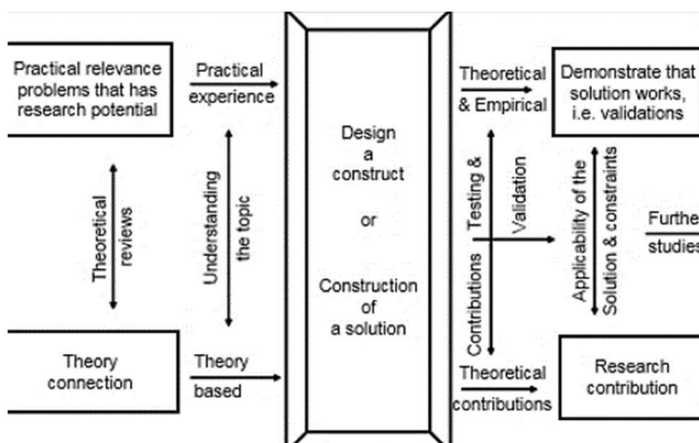 Practical relevance
problems that has
research potential
Practical
experience
Theoretical
reviews
Understanding
the topic
Theory
connection
Theory
based
Design
a
construct
or
Construction
of
a solution
Theoretical
& Empirical
Testing &
Validation
Contributions
Theoretical
contributions
Demonstrate that
solution works,
i.e. validations
Applicability of the
Solution & constraints
Research
contribution
Furthe
studies